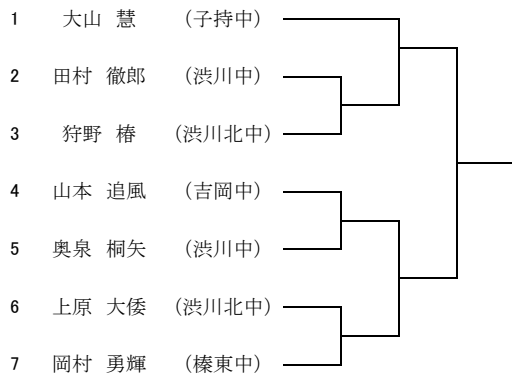 1 大山 慧 (子持中)
2 田村 徹郎 (渋川中)
3 狩野 椿 (渋川北中)
4 山本 追風 (吉岡中)
5 奥泉 桐矢 (渋川中)
6 上原 大倭 (渋川北中)
7 岡村 勇輝 (榛東中)